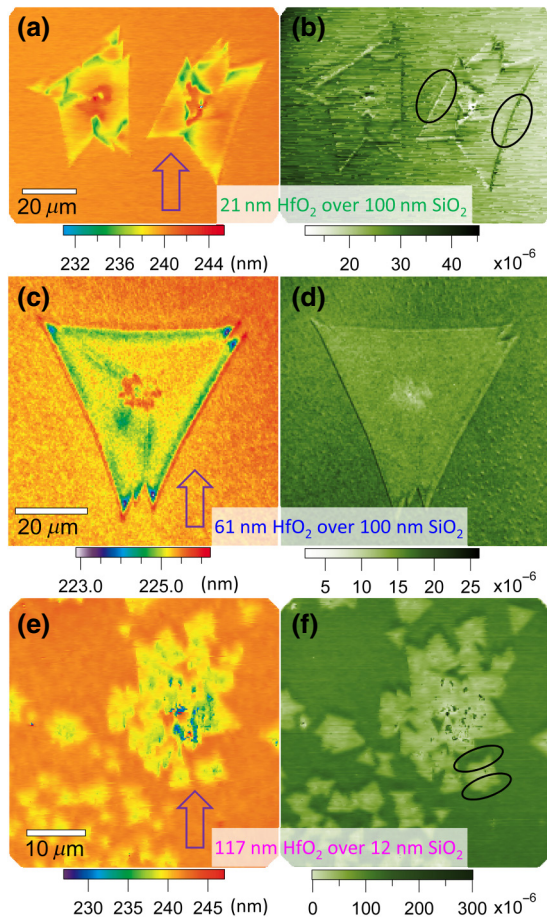 (a)
(b)
20 μm
21 nm HfO₂ over 100 nm SiO₂
232 236 240 244 (nm)
20 30 40 x10⁻⁶
(c)
(d)
20 μm
61 nm HfO₂ over 100 nm SiO₂
223.0 225.0 (nm)
5 10 15 20 25 x10⁻⁶
(e)
(f)
10 μm
117 nm HfO₂ over 12 nm SiO₂
230 235 240 245 (nm)
0 100 200 300 x10⁻⁶